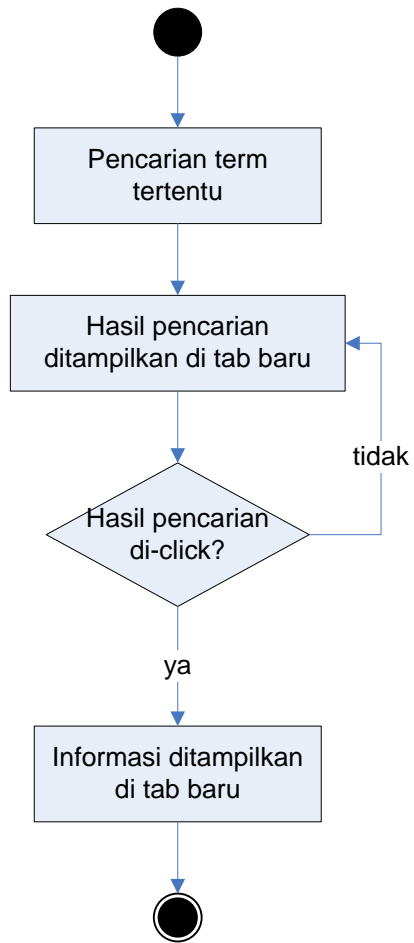 Pencarian term
tertentu
Hasil pencarian
ditampilkan di tab baru
tidak
Hasil pencarian
di-click?
ya
Informasi ditampilkan
di tab baru